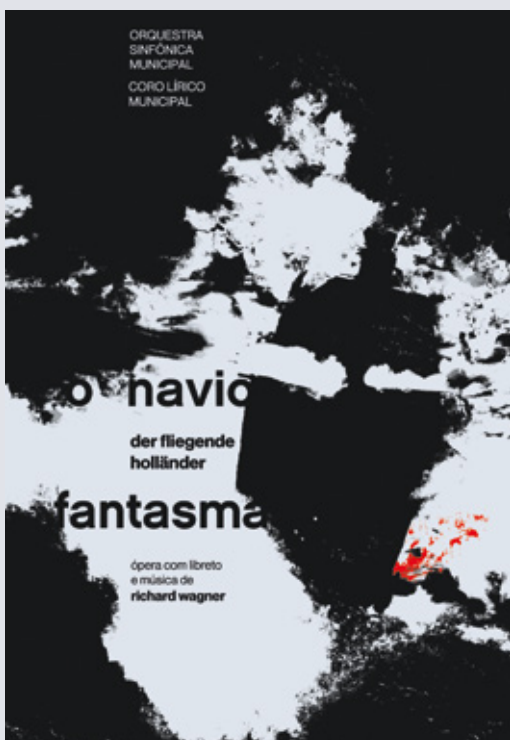 ORQUESTRA
SINFÔNICA
MUNICIPAL
CORO LÍRICO
MUNICIPAL
o navio
der fliegende
holländer
fantasma
ópera com libreto
e música de
richard wagner